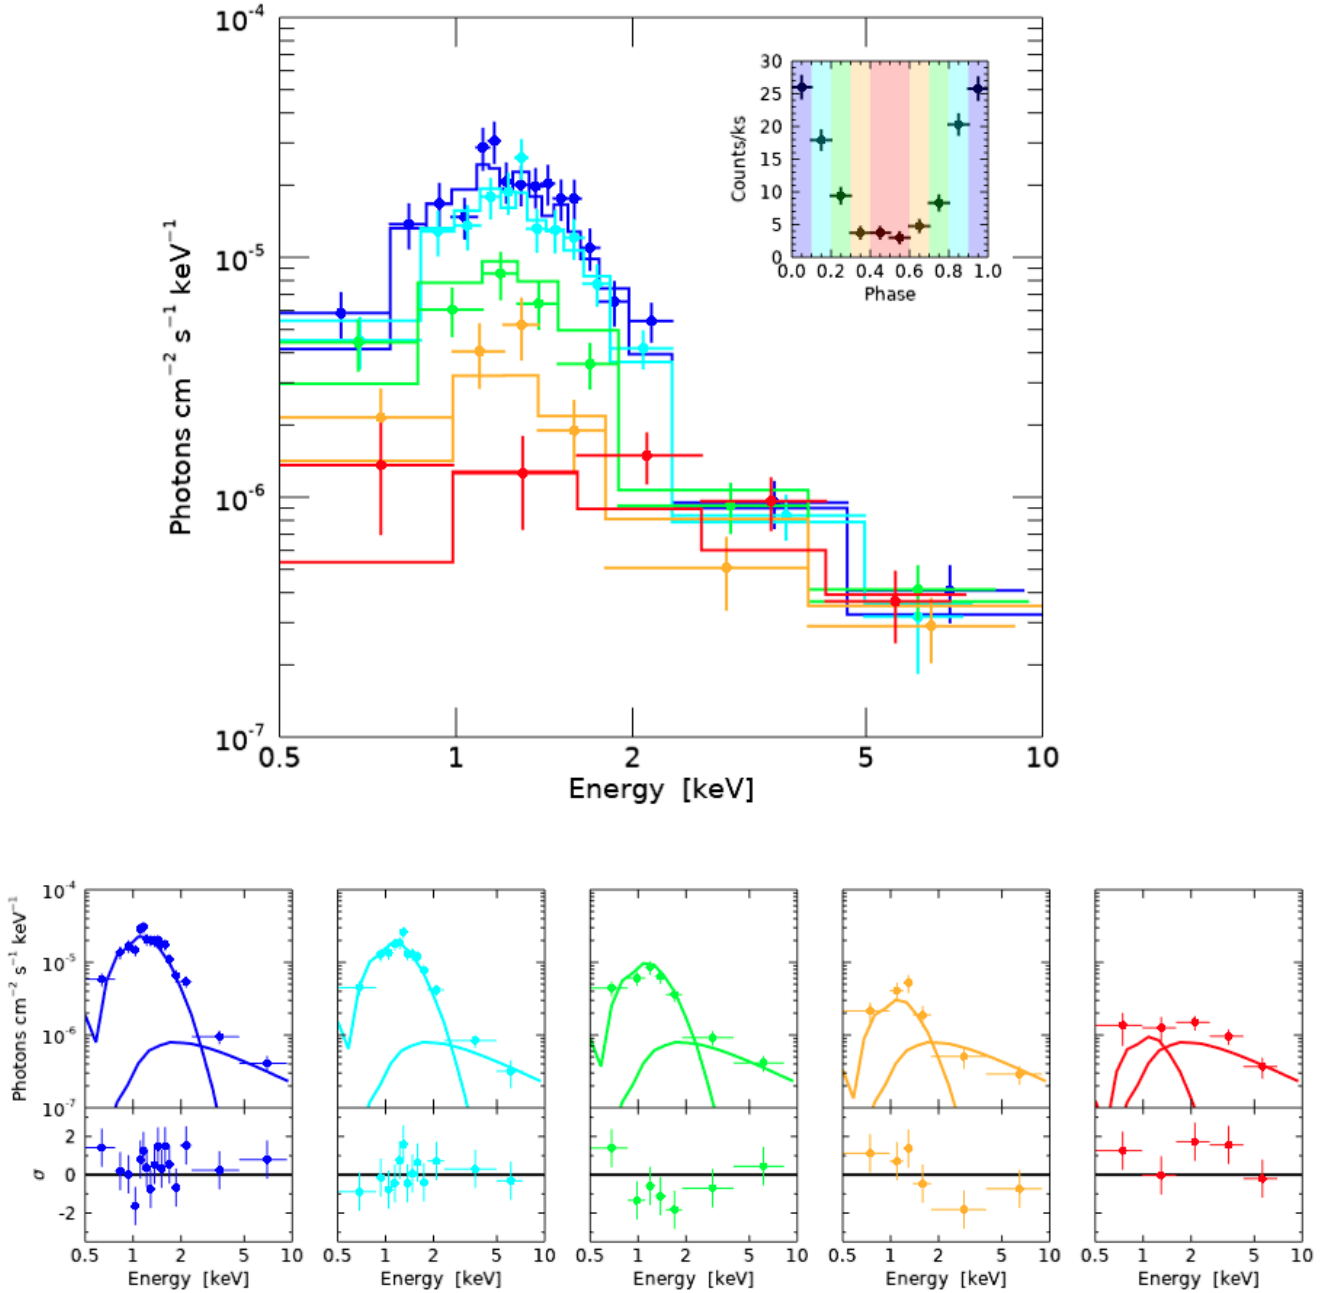 10⁻⁴
10⁻⁵
10⁻⁶
10⁻⁷
Photons cm⁻² s⁻¹ keV⁻¹
0.5 1 2 5 10
Energy [keV]
30
25
20
15
10
5
0
Counts/ks
0.0 0.2 0.4 0.6 0.8 1.0
Phase
10⁻⁴
10⁻⁵
10⁻⁶
10⁻⁷
Photons cm⁻² s⁻¹ keV⁻¹
2
0
-2
σ
0.5 1 2 5 10 0.5 1 2 5 10 0.5 1 2 5 10 0.5 1 2 5 10 0.5 1 2 5 10
Energy [keV] Energy [keV] Energy [keV] Energy [keV] Energy [keV]